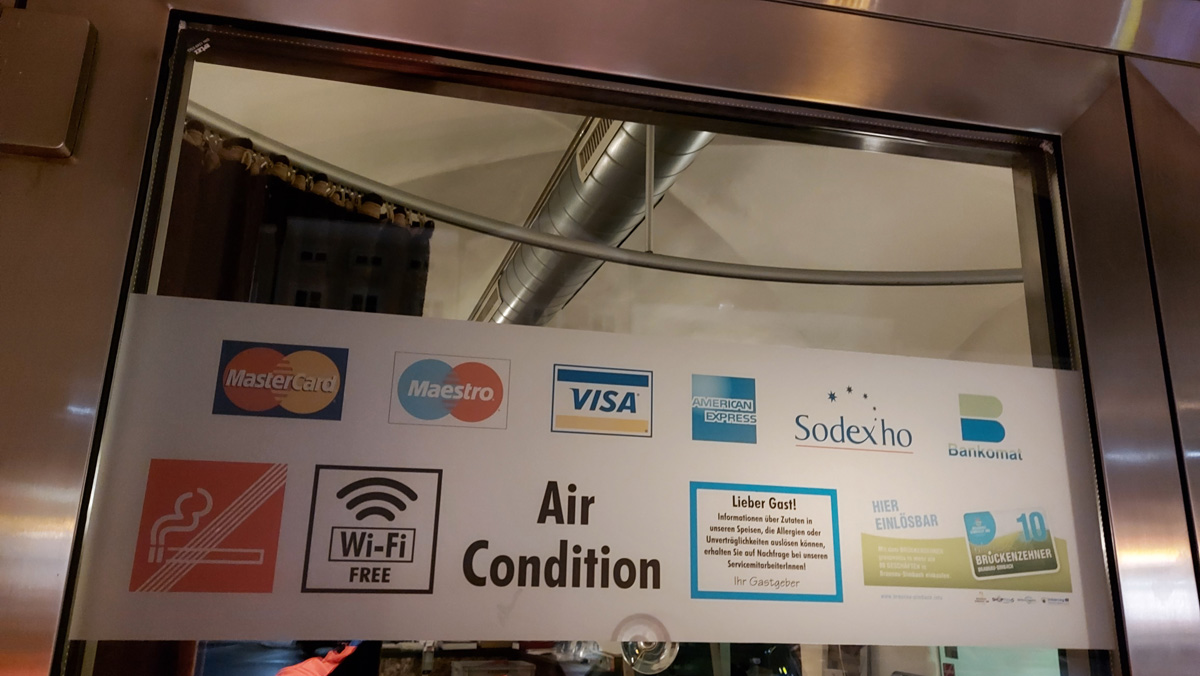 MasterCard
Maestro
VISA
AMERICAN
EXPRESS
Sodexho
Bankomat
Wi-Fi
FREE
Air
Condition
Lieber Gast!
Informationen über Zutaten in
unseren Speisen, die Allergien oder
Unverträglichkeiten auslösen können,
erhalten Sie auf Nachfrage bei unseren
ServicemitarbeiterInnen!
Ihr Gastgeber
HIER
EINLÖSBAR
10
BRÜCKENZEHNER
BRAUNAU-SIMBACH